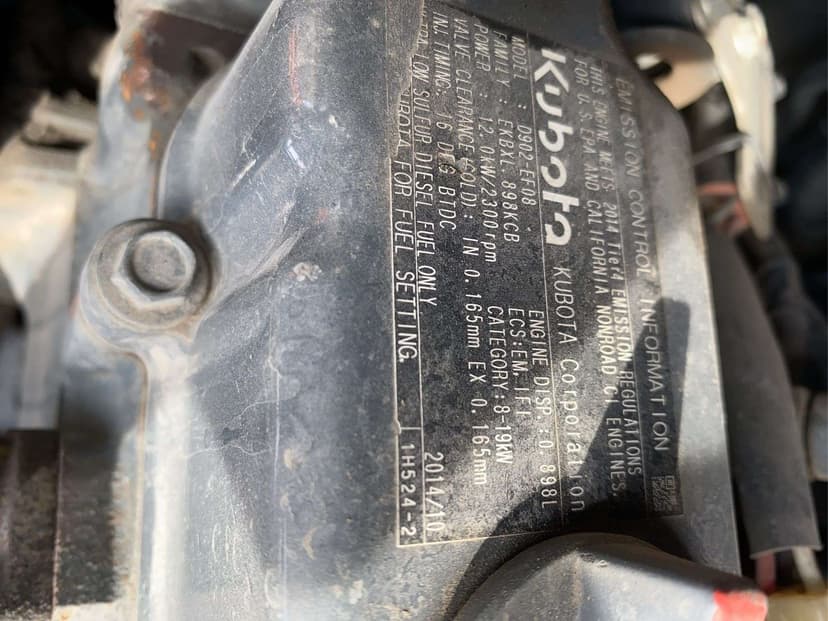 EMISSION CONTROL INFORMATION
THIS ENGINE MEETS 2014 Tier4 EMISSION REGULATIONS
FOR U.S. EPA AND CALIFORNIA NONROAD CI ENGINES.
Kubota KUBOTA Corporation
MODEL : D902-EF08 ENGINE DISP.:0.898L
FAMILY : EKBXL.898KCB ECS:EM, IFI
POWER : 12.0kW/2300rpm CATEGORY:8-19kW
VALVE CLEARANCE(COLD): IN 0.165mm EX 0.165mm
INJ.TIMING: 16 DEG BTDC
ULTRA LOW SULFUR DIESEL FUEL ONLY 2014/10
KUBOTA FOR FUEL SETTING. 1H524-2